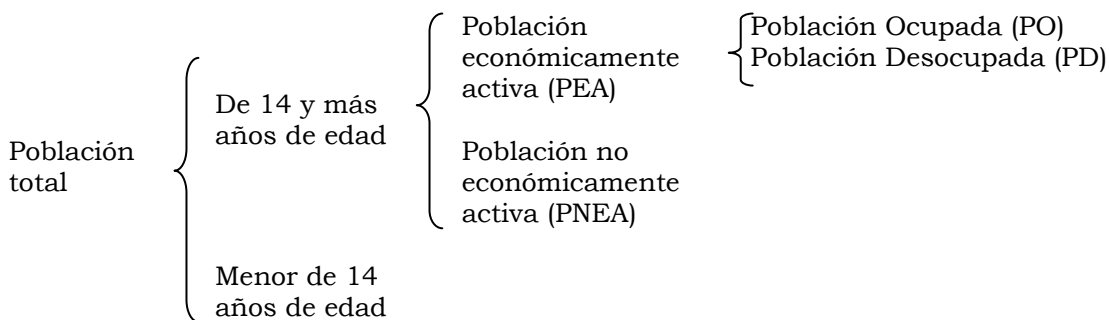 Población
total
De 14 y más
años de edad
Menor de 14
años de edad
Población
económicamente
activa (PEA)
Población no
económicamente
activa (PNEA)
Población Ocupada (PO)
Población Desocupada (PD)